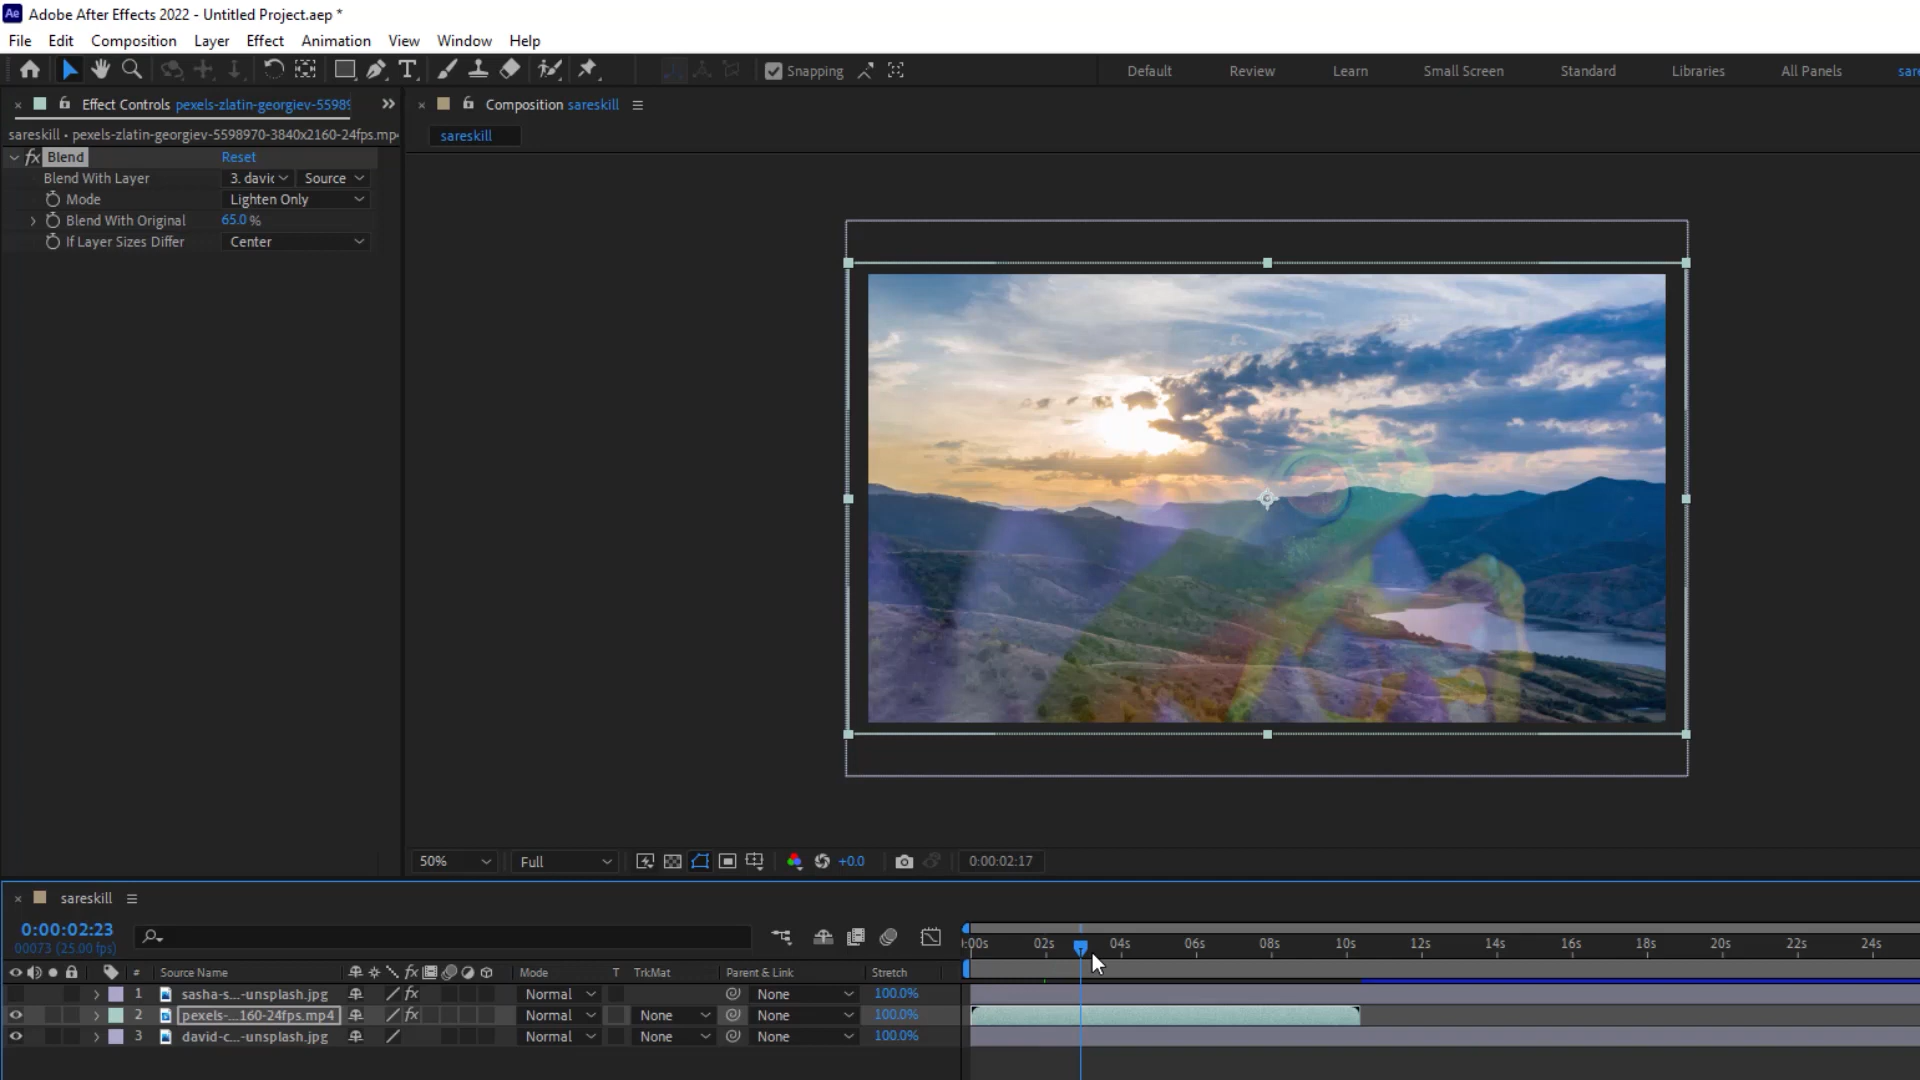 Adobe After Effects 2022 - Untitled Project.aep *
File Edit Composition Layer Effect Animation View Window Help
Snapping Default Review Learn Small Screen Standard Libraries All Panels sare
Effect Controls pexels-zlatin-georgiev-5598
Composition sareskill
sareskill • pexels-zlatin-georgiev-5598970-3840x2160-24fps.mp
sareskill
fx Blend Reset
Blend With Layer 3. davi Source
Mode Lighten Only
Blend With Original 65.0 %
If Layer Sizes Differ Center
50% Full +0.0 0:00:02:17
sareskill
0:00:02:23
00073 (25.00 fps)
:00s 02s 04s 06s 08s 10s 12s 14s 16s 18s 20s 22s 24s
# Source Name fx Mode T TrkMat Parent & Link Stretch
1 sasha-s...-unsplash.jpg fx Normal None 100.0%
2 pexels-...160-24fps.mp4 fx Normal None None 100.0%
3 david-c...-unsplash.jpg Normal None None 100.0%